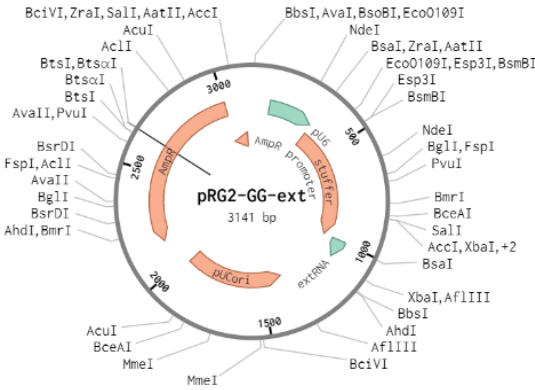 BciVI,ZraI,SalI,AatII,AccI
BbsI,AvaI,BsoBI,EcoO109I
AcuI
NdeI
AclI
BsaI,ZraI,AatII
BtsI,BtsαI
EcoO109I,Esp3I,BsmBI
BtsαI
Esp3I
BtsI
BsmBI
AvaII,PvuI
NdeI
BsrDI
BglI,FspI
FspI,AclI
PvuI
AvaII
BglI
BmrI
BsrDI
BceAI
AhdI,BmrI
SalI
AccI,XbaI,+2
BsaI
XbaI,AflIII
BbsI
AhdI
AcuI
AflIII
BceAI
BciVI
MmeI
MmeI
3000
500
1000
1500
2000
2500
pU6
stuffer
AmpR promoter
AmpR
pRG2-GG-ext
3141 bp
extRNA
pUCori